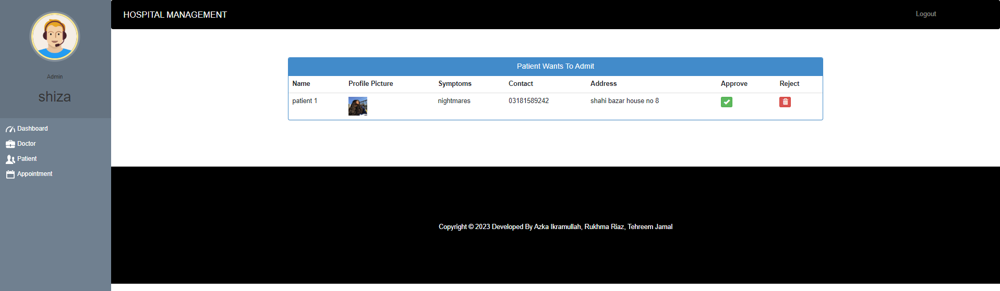 HOSPITAL MANAGEMENT
Logout
Admin
shiza
Dashboard
Doctor
Patient
Appointment
Patient Wants To Admit
Name Profile Picture Symptoms Contact Address Approve Reject
patient 1 nightmares 03181589242 shahi bazar house no 8
Copyright © 2023 Developed By Azka Ikramullah, Rukhma Riaz, Tehreem Jamal